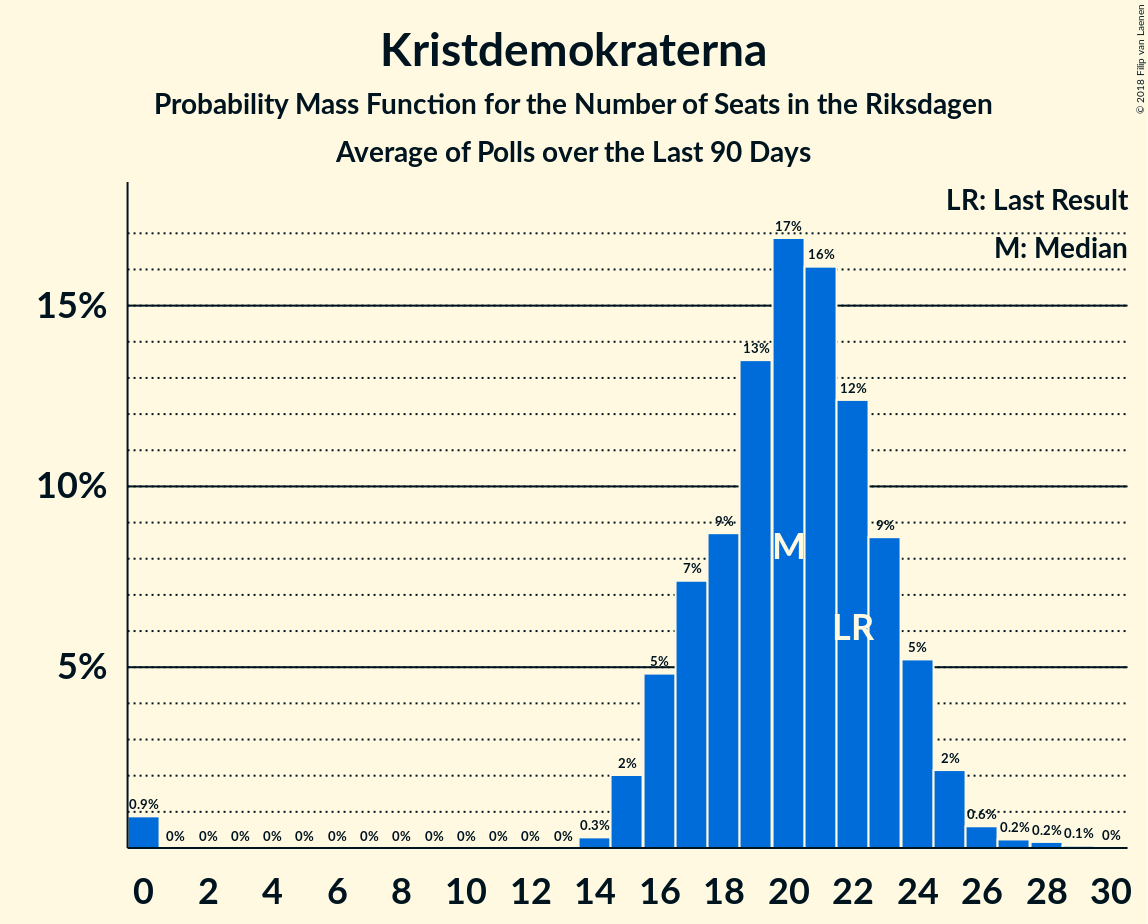 Kristdemokraterna
Probability Mass Function for the Number of Seats in the Riksdagen
Average of Polls over the Last 90 Days
© 2018 Filip van Laenen
LR: Last Result
M: Median
15%
10%
5%
0.9% 0% 0% 0% 0% 0% 0% 0% 0% 0% 0% 0% 0% 0% 0.3% 2% 5% 7% 9% 13% 17% 16% 12% 9% 5% 2% 0.6% 0.2% 0.2% 0.1% 0%
M
LR
0 2 4 6 8 10 12 14 16 18 20 22 24 26 28 30